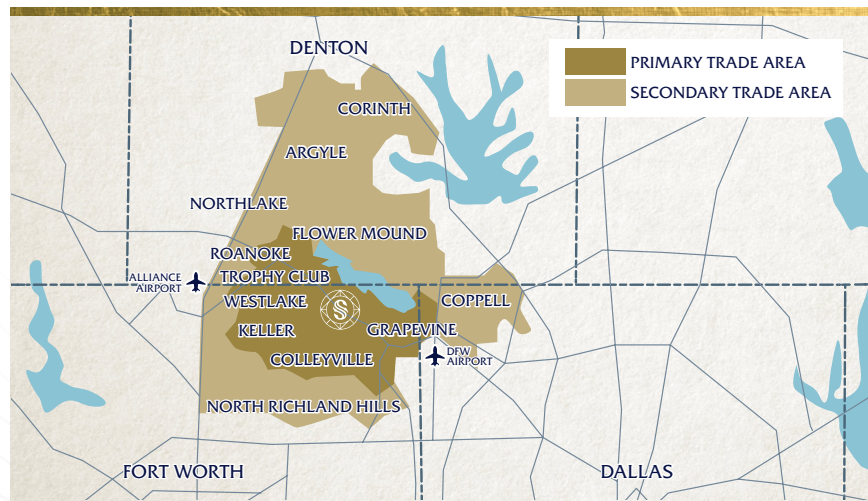 DENTON
PRIMARY TRADE AREA
SECONDARY TRADE AREA
CORINTH
ARGYLE
NORTHLAKE
FLOWER MOUND
ROANOKE
ALLIANCE
AIRPORT
TROPHY CLUB
WESTLAKE
COPPELL
S
KELLER
GRAPEVINE
COLLEYVILLE
DFW
AIRPORT
NORTH RICHLAND HILLS
FORT WORTH
DALLAS